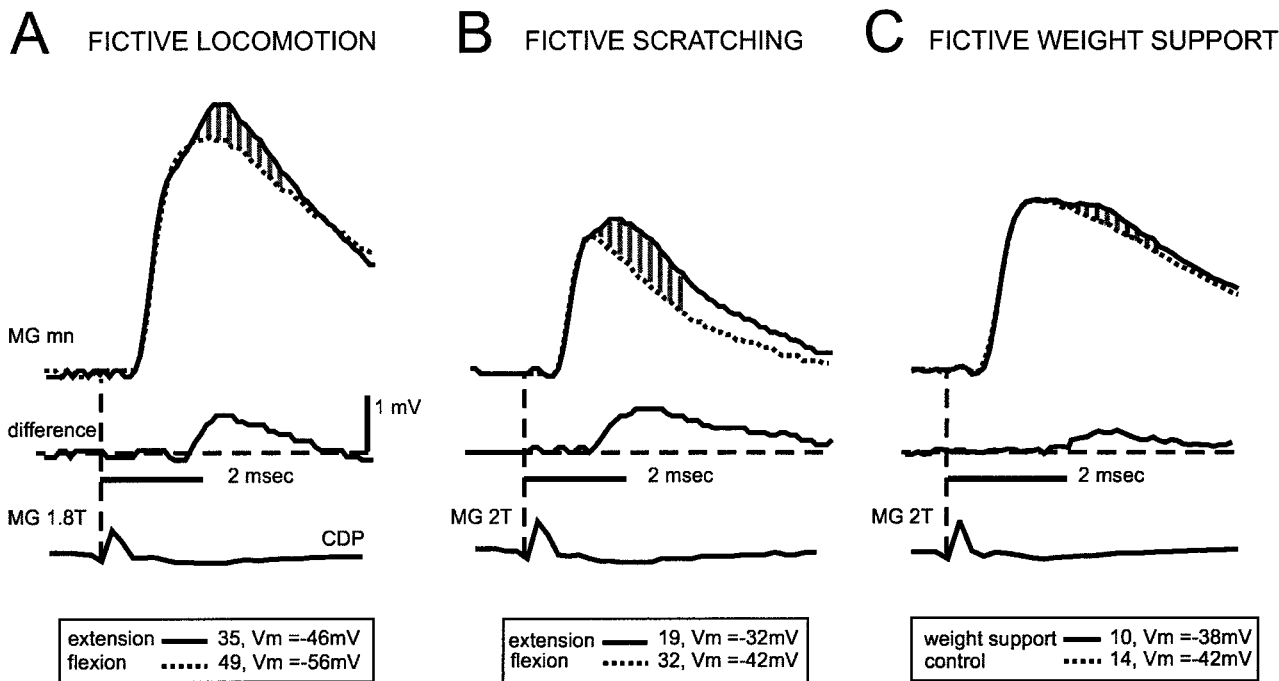 A FICTIVE LOCOMOTION
B FICTIVE SCRATCHING
C FICTIVE WEIGHT SUPPORT
MG mn
difference
1 mV
2 msec
2 msec
2 msec
MG 1.8T
CDP
MG 2T
MG 2T
extension 35, Vm =-46mV
flexion 49, Vm =-56mV
extension 19, Vm =-32mV
flexion 32, Vm =-42mV
weight support 10, Vm =-38mV
control 14, Vm =-42mV